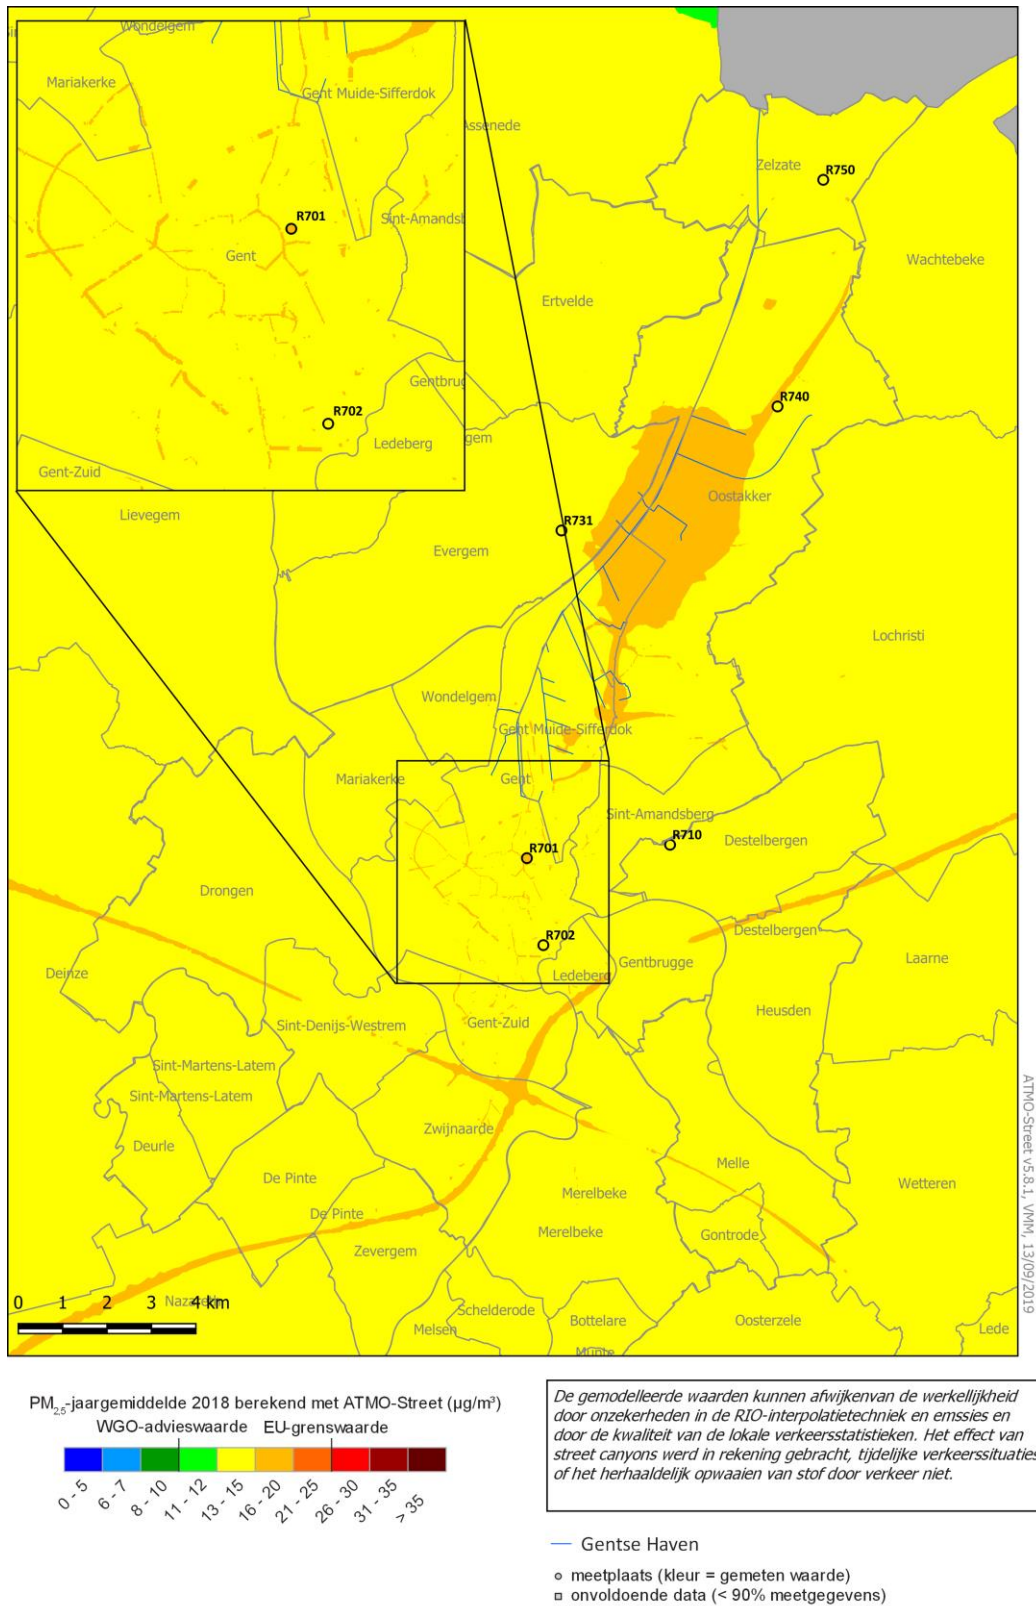 Wondelgem
Mariakerke
Gent Muide-Sifferdok
R701
Sint-Amandsb
Gent
Gentbrug
R702
Ledeberg
Gent-Zuid
Assenede
Zelzate
R750
Wachtebeke
Ertvelde
R740
gem
Oostakker
Lievegem
R731
Evergem
Lochristi
Wondelgem
Gent Muide-Sifferdok
Mariakerke
Gent
Sint-Amandsberg
R710
Destelbergen
R701
Drongen
R702
Destelbergen
Gentbrugge
Laarne
Deinze
Ledeberg
Heusden
Sint-Denijs-Westrem
Gent-Zuid
Sint-Martens-Latem
Sint-Martens-Latem
Zwijnaarde
Deurle
Melle
De Pinte
Merelbeke
Wetteren
De Pinte
Merelbeke
Gontrode
Zevergem
0 1 2 3 4 km
Nazareth
Schelderode
Melsen
Bottelare
Oosterzele
Lede
Munte
ATMO-Street v5.8.1, VMM, 13/09/2019
PM2,5-jaargemiddelde 2018 berekend met ATMO-Street (µg/m³)
WGO-advieswaarde EU-grenswaarde
0 - 5
6 - 7
8 - 10
11 - 12
13 - 15
16 - 20
21 - 25
26 - 30
31 - 35
> 35
De gemodelleerde waarden kunnen afwijkenvan de werkellijkheid
door onzekerheden in de RIO-interpolatietechniek en emssies en
door de kwaliteit van de lokale verkeersstatistieken. Het effect van
street canyons werd in rekening gebracht, tijdelijke verkeerssituaties
of het herhaaldelijk opwaaien van stof door verkeer niet.
Gentse Haven
meetplaats (kleur = gemeten waarde)
onvoldoende data (< 90% meetgegevens)